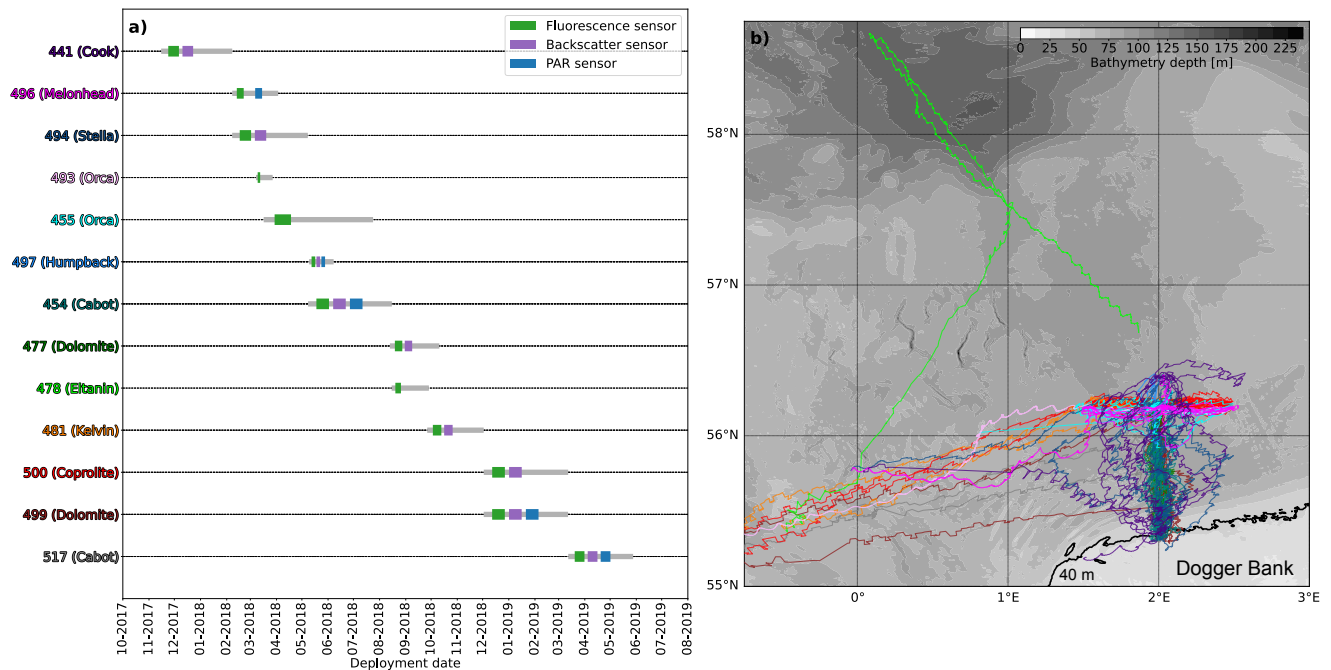 a)
Fluorescence sensor
Backscatter sensor
PAR sensor
441 (Cook)
496 (Melonhead)
494 (Stella)
493 (Orca)
455 (Orca)
497 (Humpback)
454 (Cabot)
477 (Dolomite)
478 (Eltanin)
481 (Kelvin)
500 (Coprolite)
499 (Dolomite)
517 (Cabot)
10-2017
11-2017
12-2017
01-2018
02-2018
03-2018
04-2018
05-2018
06-2018
07-2018
08-2018
09-2018
10-2018
11-2018
12-2018
01-2019
02-2019
03-2019
04-2019
05-2019
06-2019
07-2019
08-2019
Deployment date
b)
0 25 50 75 100 125 150 175 200 225
Bathymetry depth [m]
58°N
57°N
56°N
55°N
40 m
Dogger Bank
0° 1°E 2°E 3°E